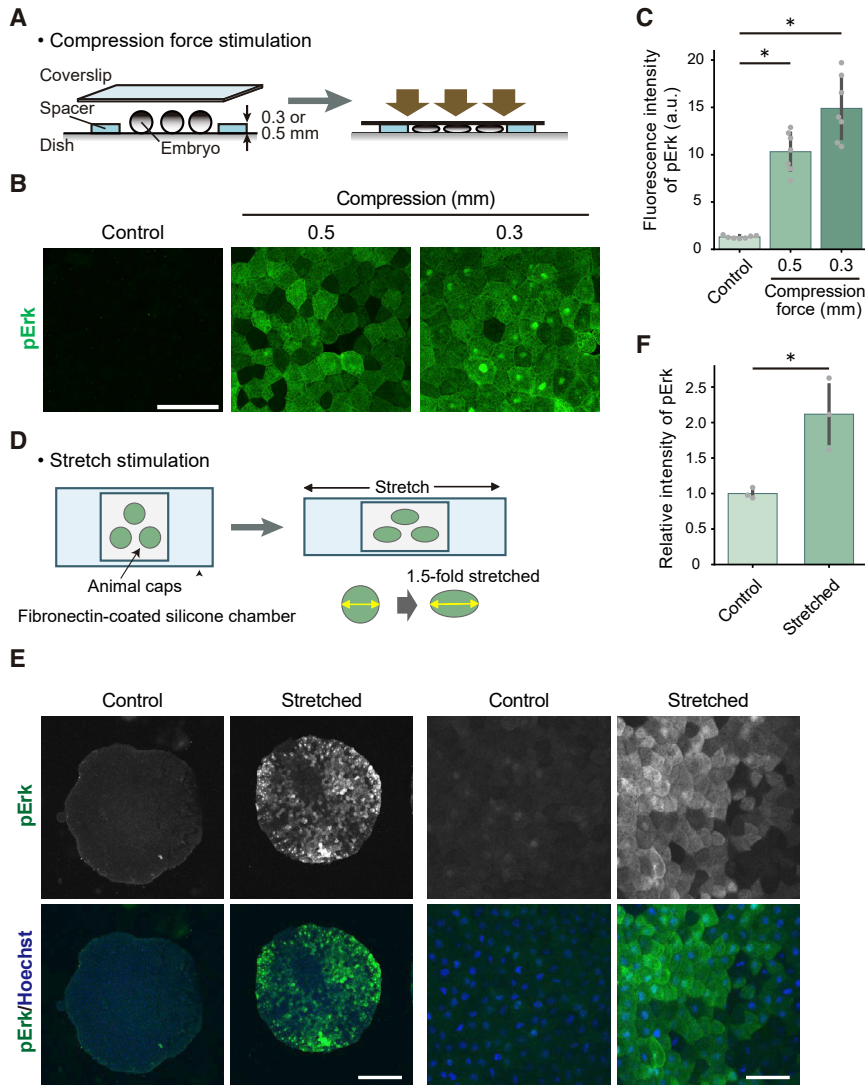 A
• Compression force stimulation
Coverslip
Spacer
Dish
Embryo
0.3 or
0.5 mm
B
Compression (mm)
Control
0.5
0.3
pErk
C
Fluorescence intensity
of pErk (a.u.)
20
15
10
5
0
*
*
Control
0.5
0.3
Compression
force (mm)
D
• Stretch stimulation
Animal caps
Fibronectin-coated silicone chamber
Stretch
1.5-fold stretched
F
Relative intensity of pErk
2.5
2.0
1.5
1.0
0.5
0
*
Control
Stretched
E
Control
Stretched
Control
Stretched
pErk
pErk/Hoechst